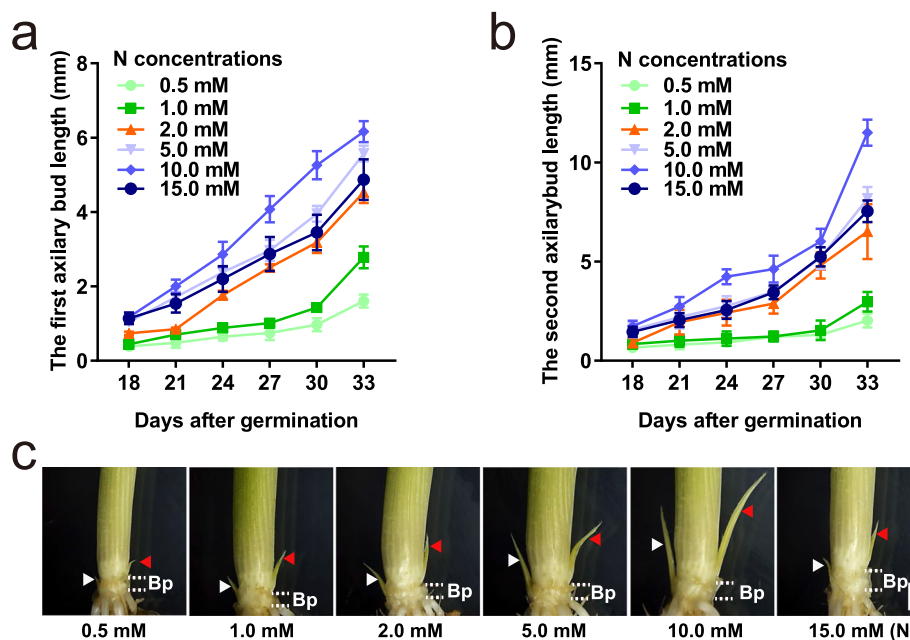 a
The first axilary bud length (mm)
8
6
4
2
0
N concentrations
0.5 mM
1.0 mM
2.0 mM
5.0 mM
10.0 mM
15.0 mM
18 21 24 27 30 33
Days after germination
b
The second axilarybud length (mm)
15
10
5
0
N concentrations
0.5 mM
1.0 mM
2.0 mM
5.0 mM
10.0 mM
15.0 mM
18 21 24 27 30 33
Days after germination
c
Bp Bp Bp Bp Bp Bp
0.5 mM 1.0 mM 2.0 mM 5.0 mM 10.0 mM 15.0 mM (N